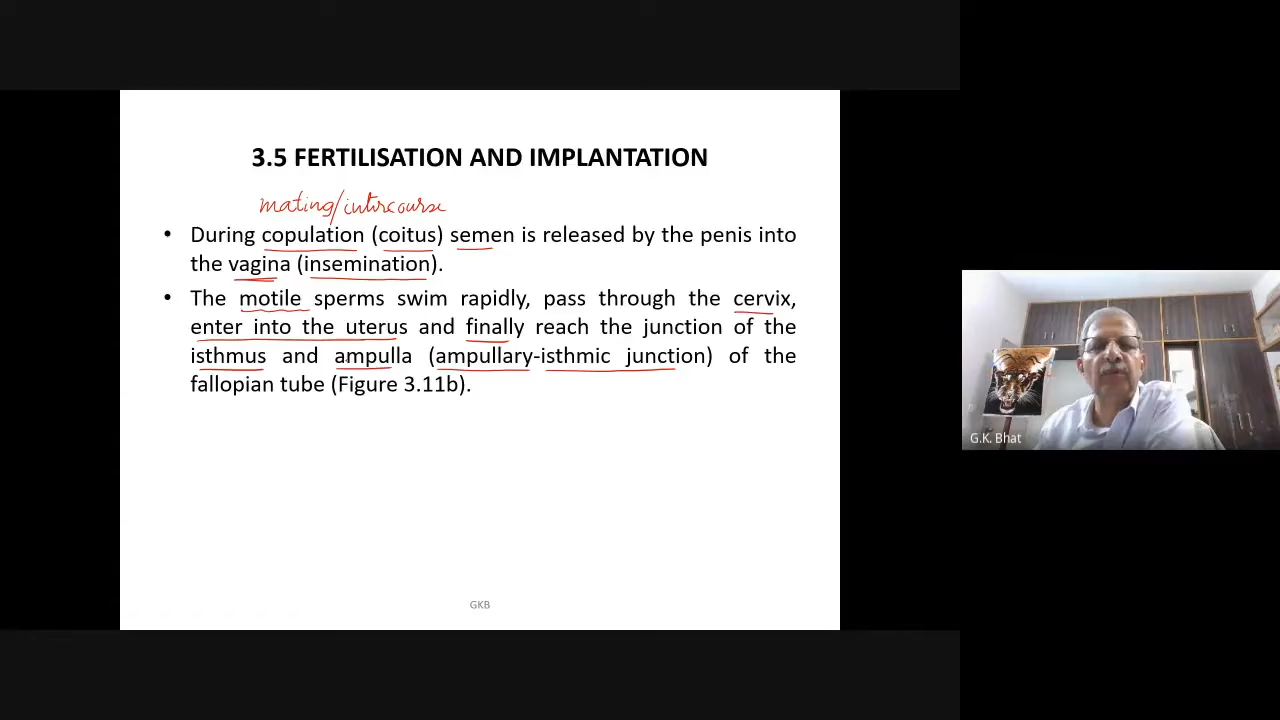 3.5 FERTILISATION AND IMPLANTATION
mating/intercourse
• During copulation (coitus) semen is released by the penis into
the vagina (insemination).
• The motile sperms swim rapidly, pass through the cervix,
enter into the uterus and finally reach the junction of the
isthmus and ampulla (ampullary-isthmic junction) of the
fallopian tube (Figure 3.11b).
GKB
G.K. Bhat